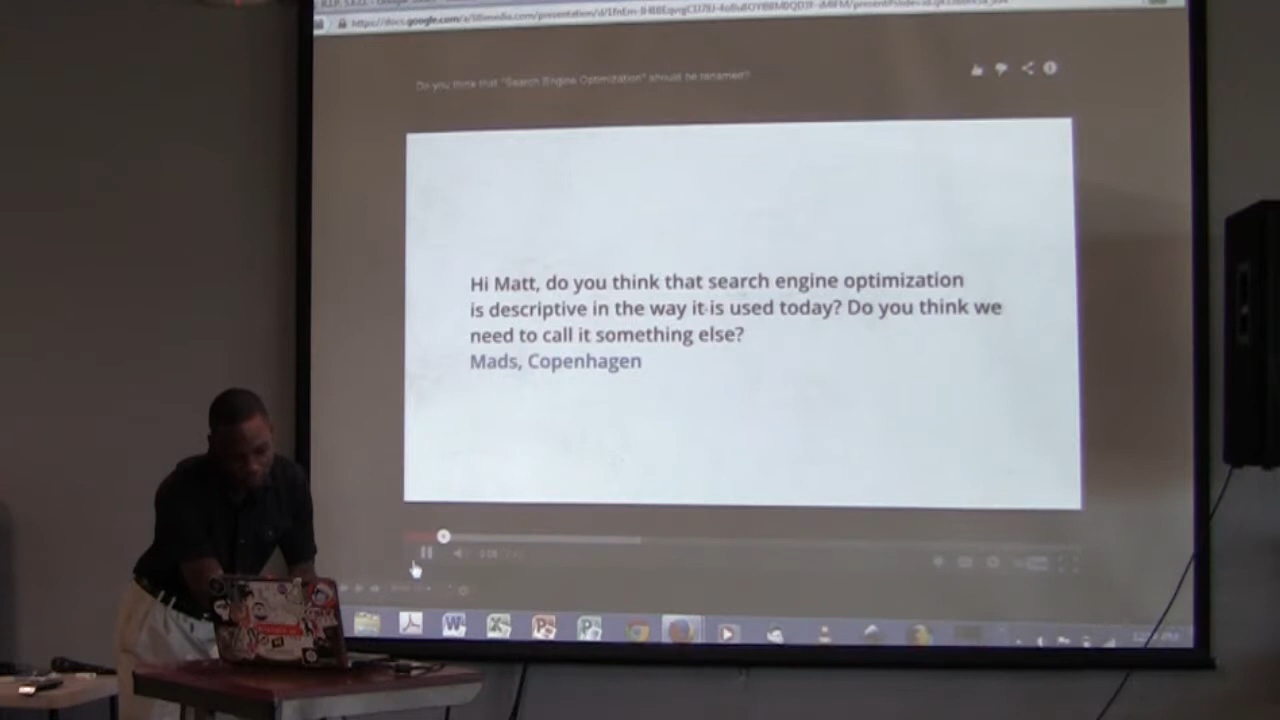 Do you think that "Search Engine Optimization" should be renamed?
Hi Matt, do you think that search engine optimization
is descriptive in the way it is used today? Do you think we
need to call it something else?
Mads, Copenhagen